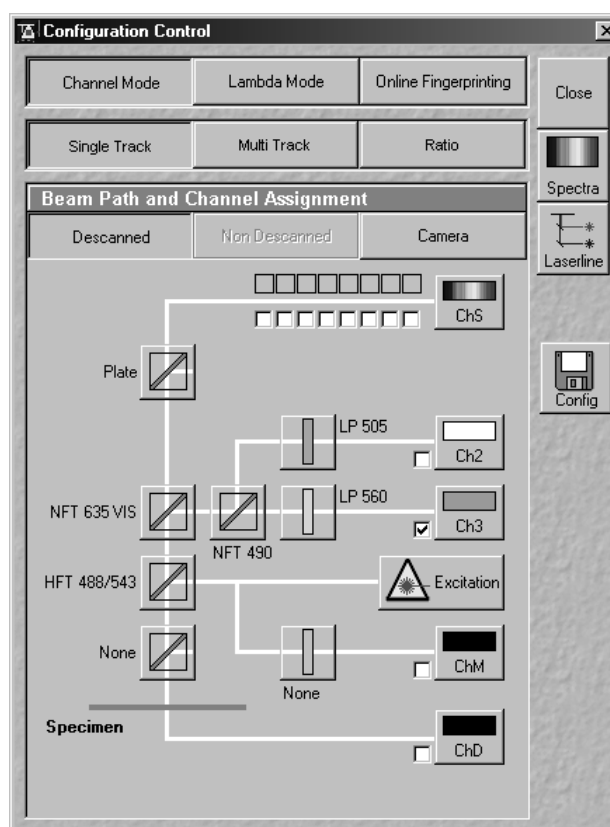 Configuration Control
Channel Mode Lambda Mode Online Fingerprinting
Close
Single Track Multi Track Ratio
Spectra
Beam Path and Channel Assignment
Descanned Non Descanned Camera
Laserline
ChS
Plate
Config
LP 505
Ch2
LP 560
NFT 635 VIS
Ch3
NFT 490
HFT 488/543
Excitation
None
ChM
None
Specimen
ChD